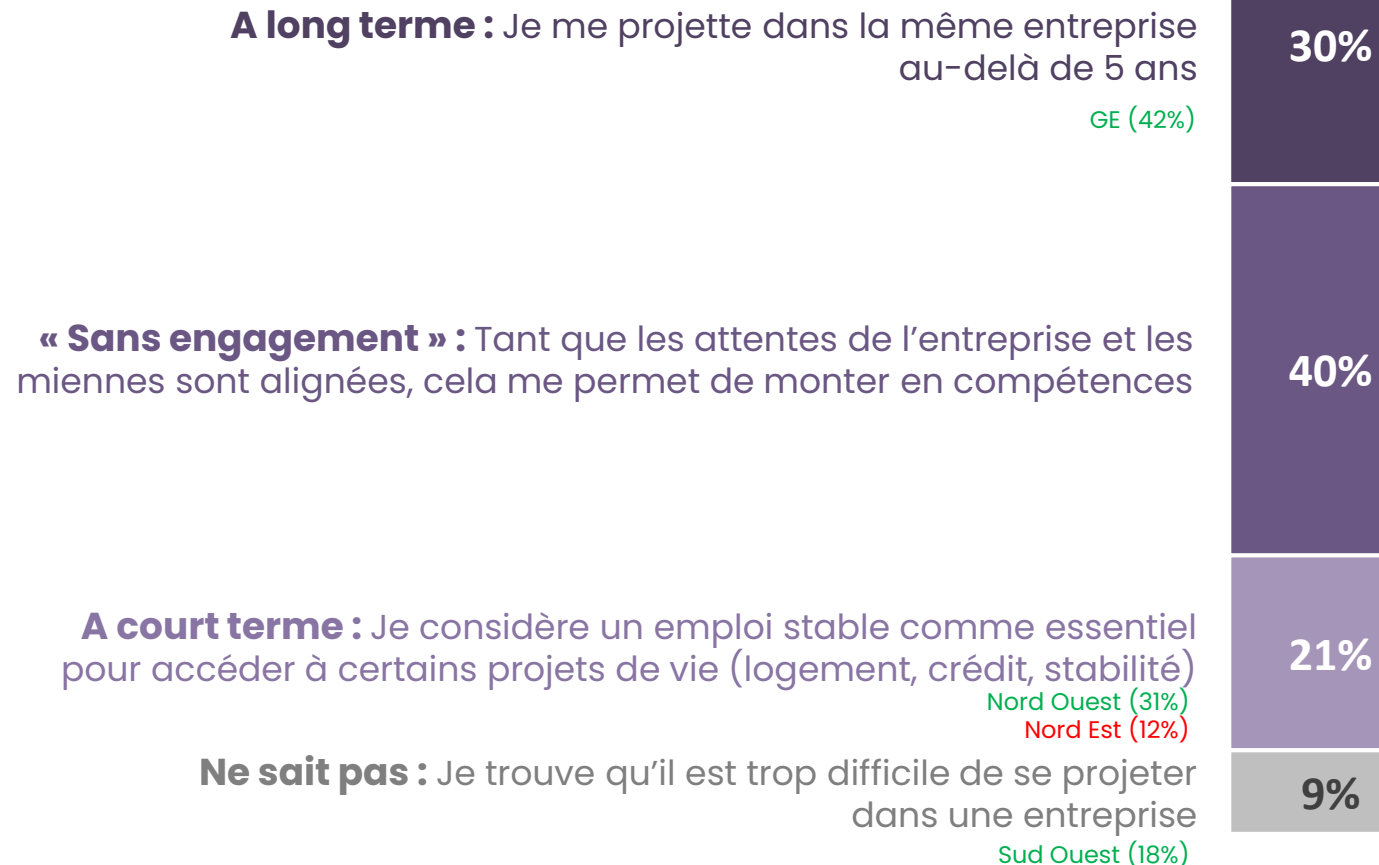 A long terme : Je me projette dans la même entreprise
au-delà de 5 ans
GE (42%)
30%
« Sans engagement » : Tant que les attentes de l’entreprise et les
miennes sont alignées, cela me permet de monter en compétences
40%
A court terme : Je considère un emploi stable comme essentiel
pour accéder à certains projets de vie (logement, crédit, stabilité)
Nord Ouest (31%)
Nord Est (12%)
21%
Ne sait pas : Je trouve qu’il est trop difficile de se projeter
dans une entreprise
Sud Ouest (18%)
9%